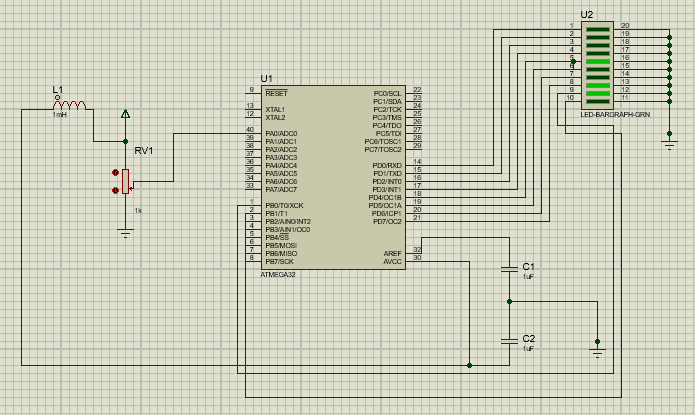 U2
1 20
2 19
3 18
4 17
5 16
6 15
7 14
8 13
9 12
10 11
LED-BARGRAPH-GRN
L1
1mH
RV1
1k
U1
9 RESET PC0/SCL 22
PC1/SDA 23
13 XTAL1 PC2/TCK 24
12 XTAL2 PC3/TMS 25
PC4/TDO 26
40 PA0/ADC0 PC5/TDI 27
39 PA1/ADC1 PC6/TOSC1 28
38 PA2/ADC2 PC7/TOSC2 29
37 PA3/ADC3
36 PA4/ADC4 PD0/RXD 14
35 PA5/ADC5 PD1/TXD 15
34 PA6/ADC6 PD2/INT0 16
33 PA7/ADC7 PD3/INT1 17
PD4/OC1B 18
1 PB0/T0/XCK PD5/OC1A 19
2 PB1/T1 PD6/ICP1 20
3 PB2/AIN0/INT2 PD7/OC2 21
4 PB3/AIN1/OC0
5 PB4/SS
6 PB5/MOSI
7 PB6/MISO AREF 32
8 PB7/SCK AVCC 30
ATMEGA32
C1
1uF
C2
1uF